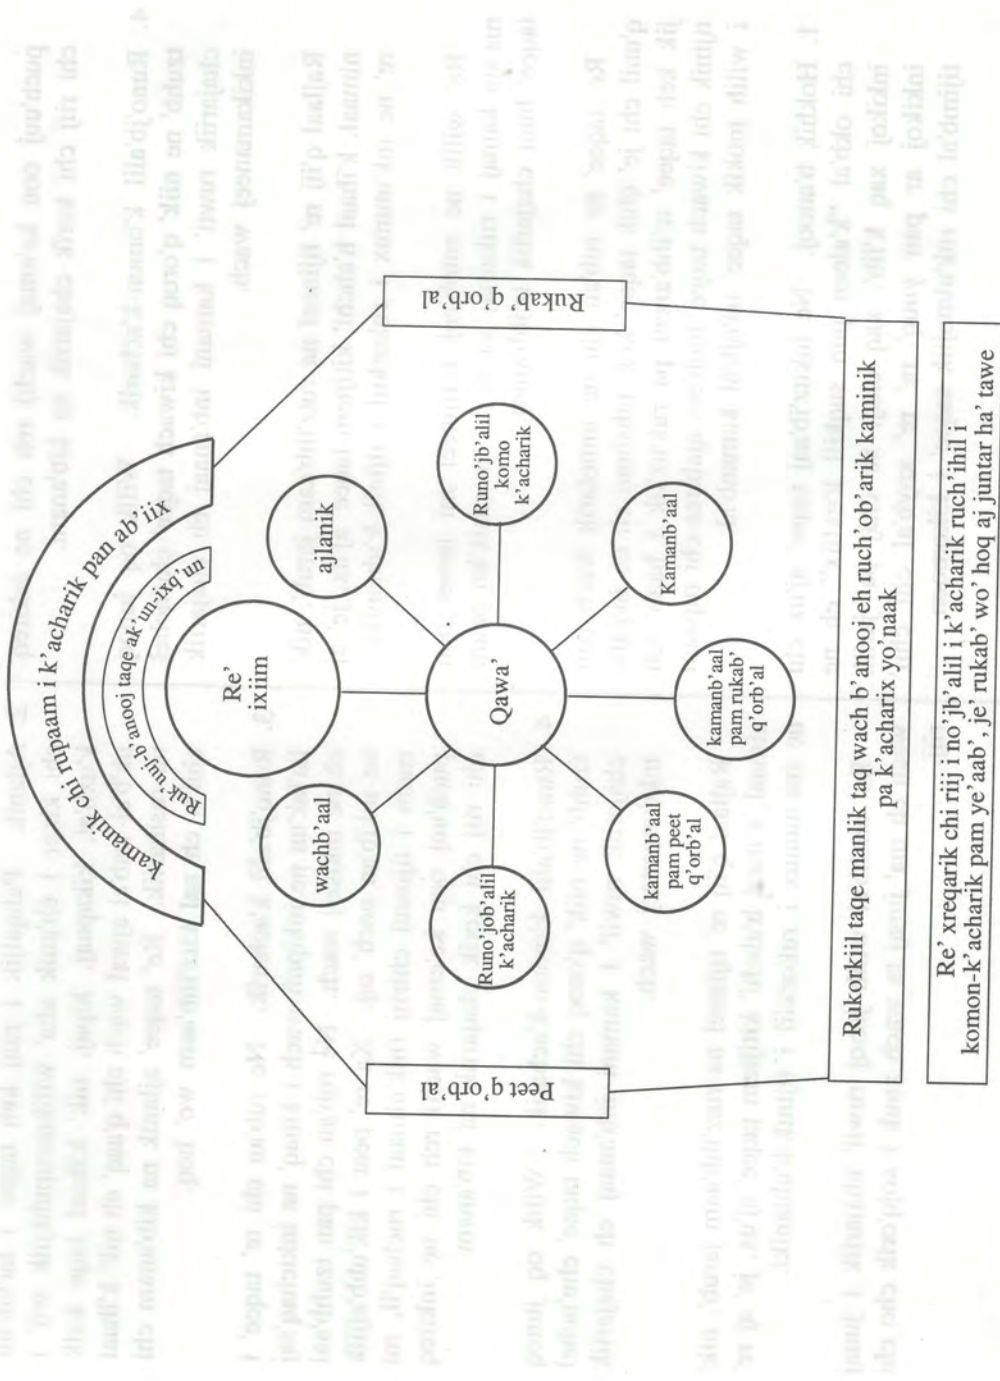 kamanik chi rupaam i k'acharik pan ab'iix
Ruk'uuj-b'anooj taqe ak'un-ixq'un
Re'
ixiim
wachb'aal
ajlanik
Peet q'orb'al
Rukab' q'orb'al
Runo'job'alil
k'acharik
Qawa'
Runo'jb'alil
komo
k'acharik
kamanb'aal
pam peet
q'orb'al
kamanb'aal
pam rukab'
q'orb'al
Kamanb'aal
Rukorkiil taqe manlik taq wach b'anooj eh ruch'ob'arik kaminik
pa k'acharix yo'naak
Re' xreqarik chi riij i no'jb'alil i k'acharik ruch'ihil i
komon-k'acharik pam ye'aab', je' rukab' wo' hoq aj juntar ha' tawe